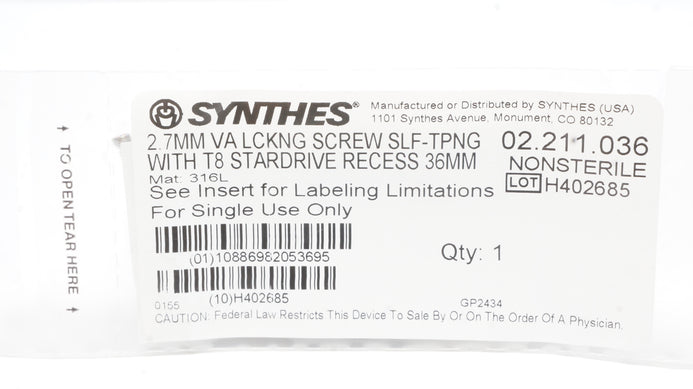 SYNTHES®
Manufactured or Distributed by SYNTHES (USA)
1101 Synthes Avenue, Monument, CO 80132
2.7MM VA LCKNG SCREW SLF-TPNG
WITH T8 STARDRIVE RECESS 36MM
02.211.036
NONSTERILE
LOT H402685
Mat: 316L
See Insert for Labeling Limitations
For Single Use Only
(01)10886982053695
Qty: 1
(10)H402685
0155
GP2434
CAUTION: Federal Law Restricts This Device To Sale By Or On The Order Of A Physician.
TO OPEN TEAR HERE